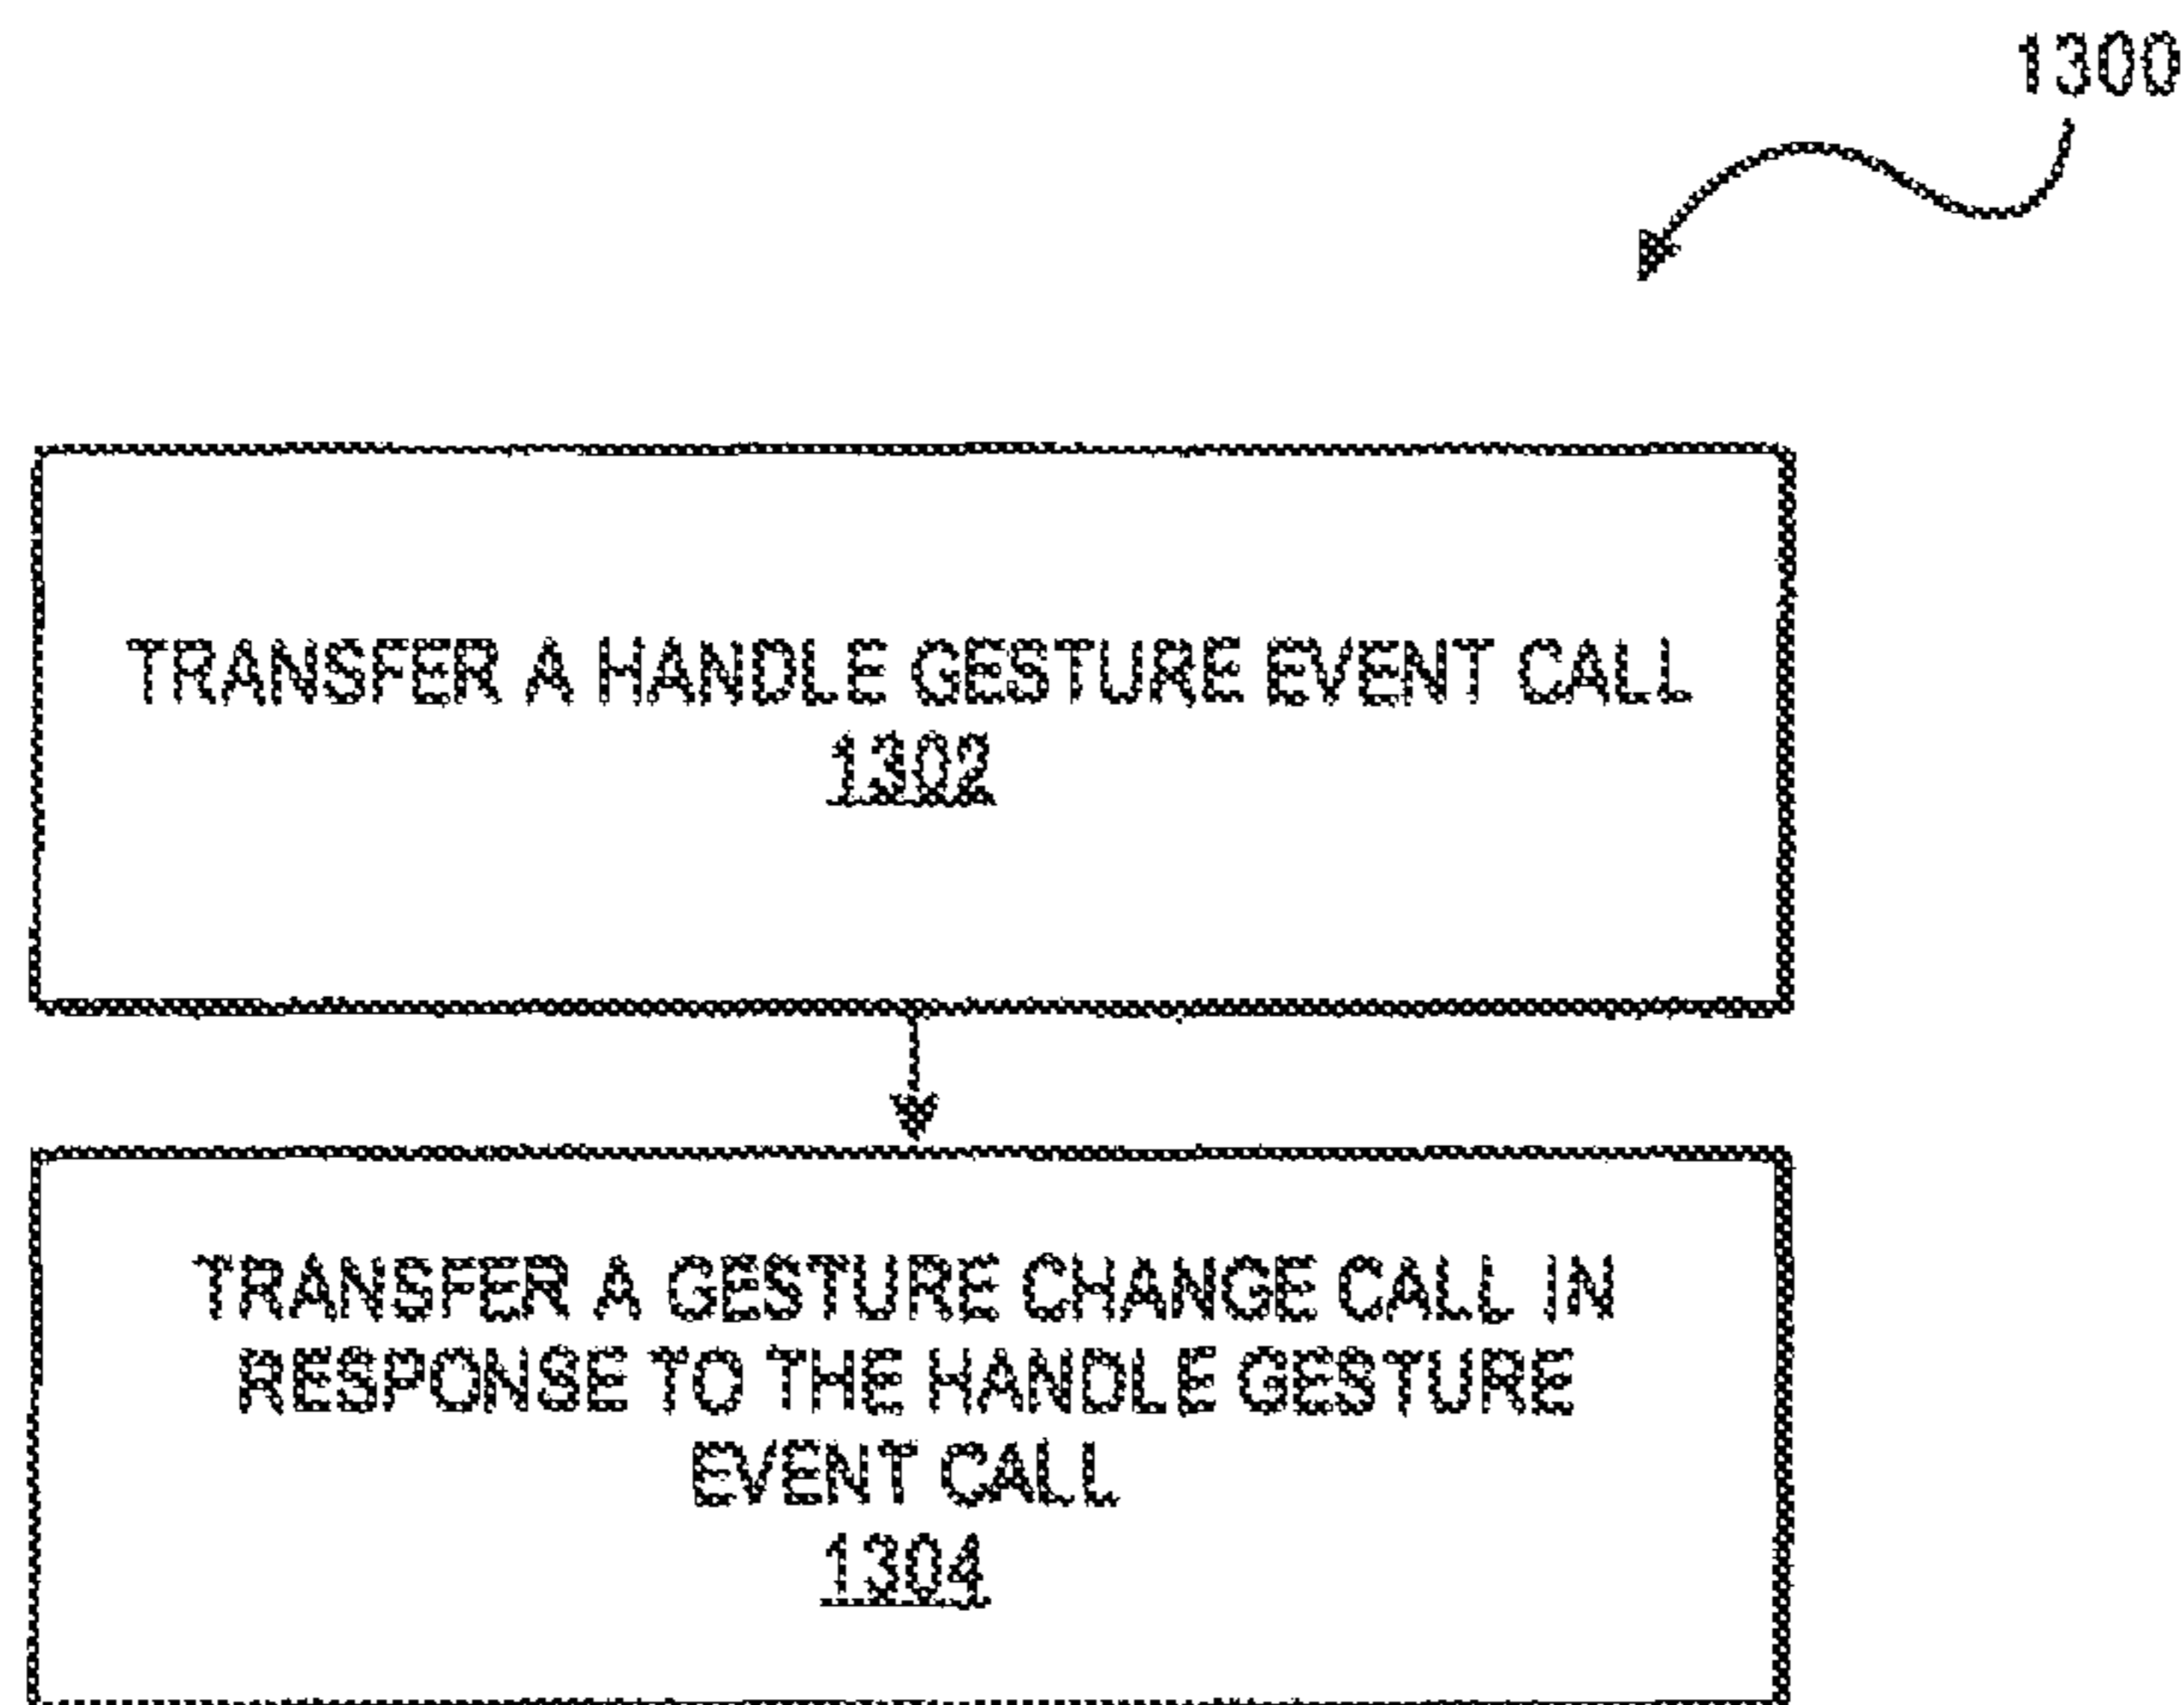 1300
TRANSFER A HANDLE GESTURE EVENT CALL
1302
TRANSFER A GESTURE CHANGE CALL IN
RESPONSE TO THE HANDLE GESTURE
EVENT CALL
1304